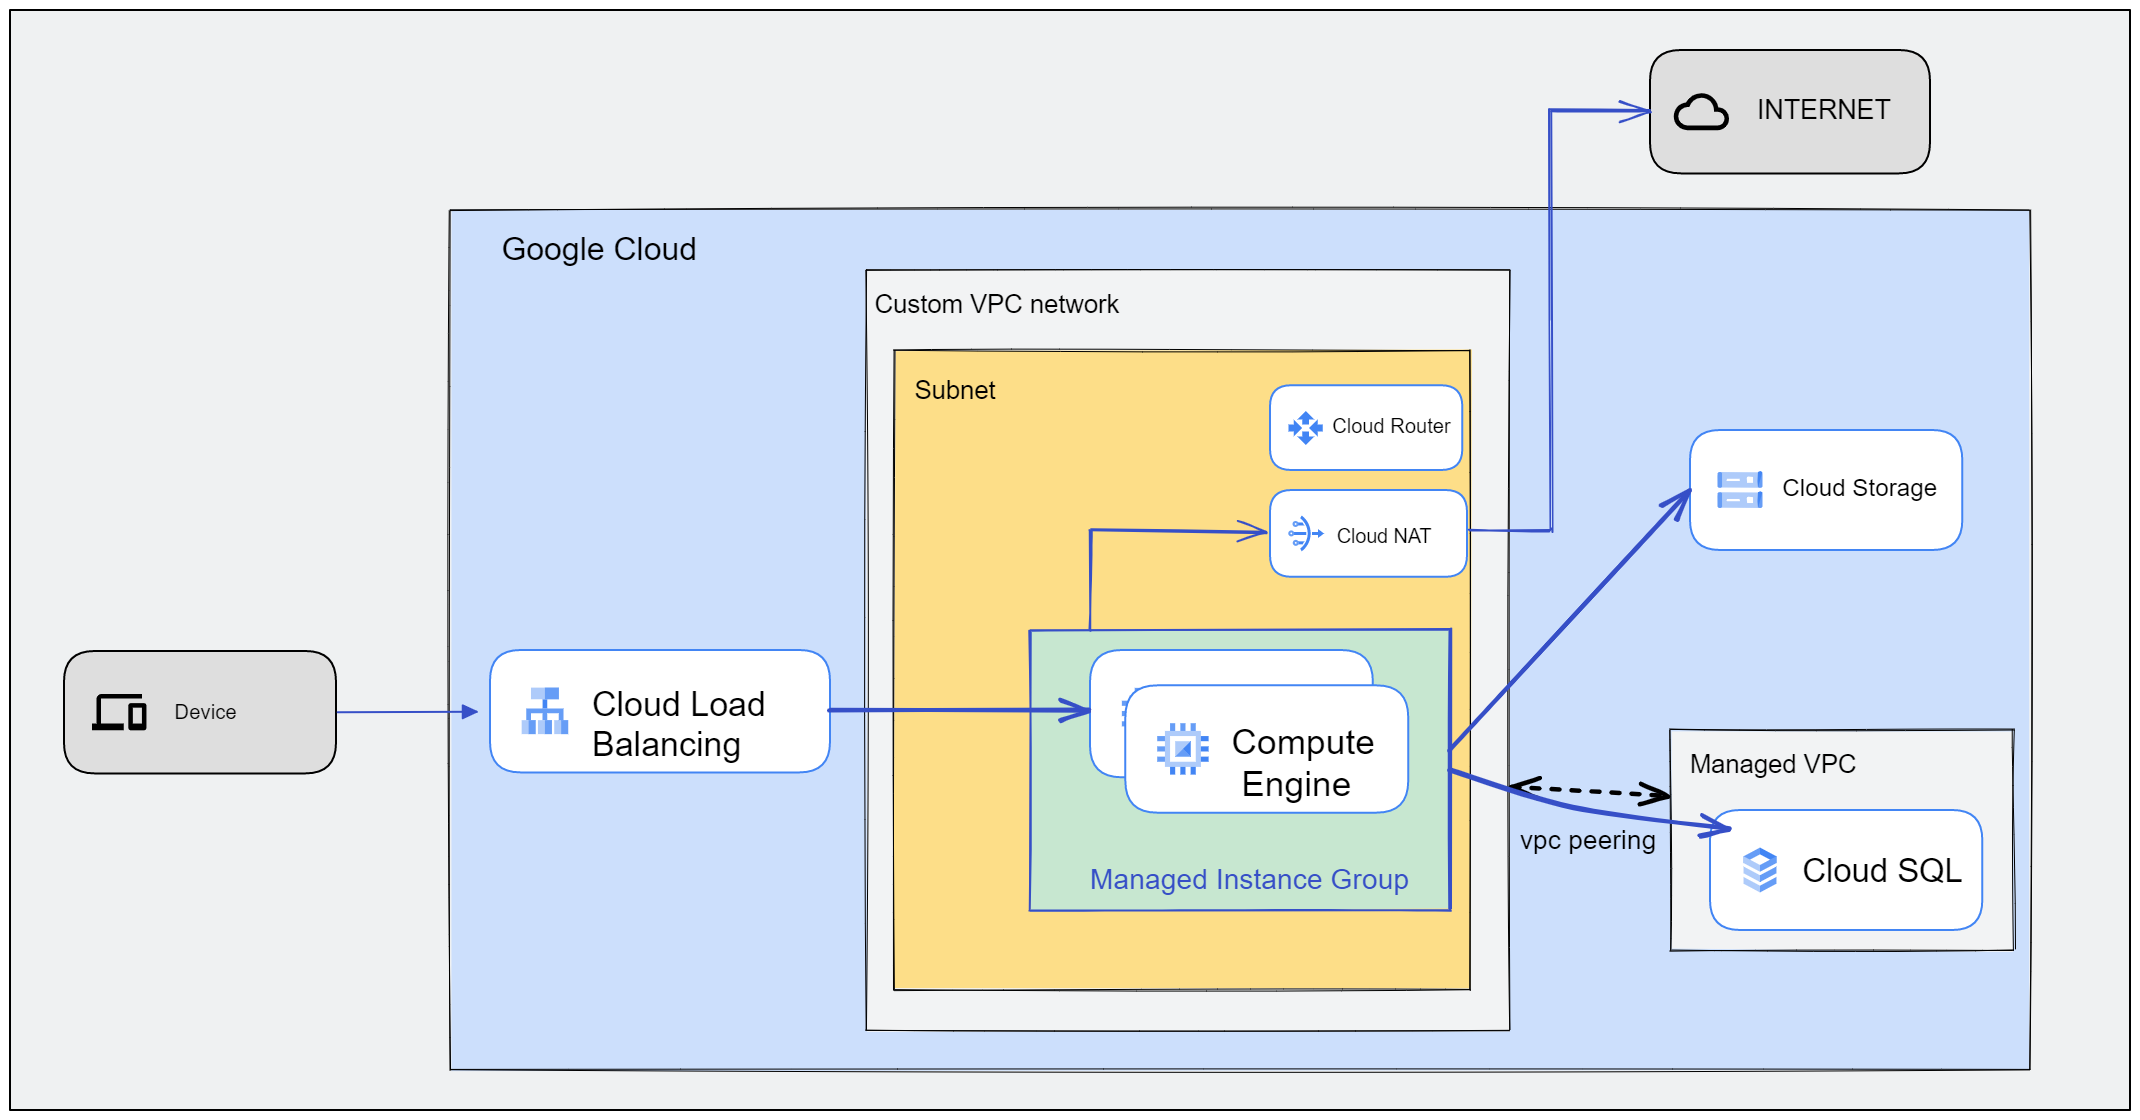 INTERNET
Google Cloud
Custom VPC network
Subnet
Cloud Router
Cloud NAT
Cloud Storage
Device
Cloud Load
Balancing
Compute
Engine
Managed Instance Group
Managed VPC
vpc peering
Cloud SQL